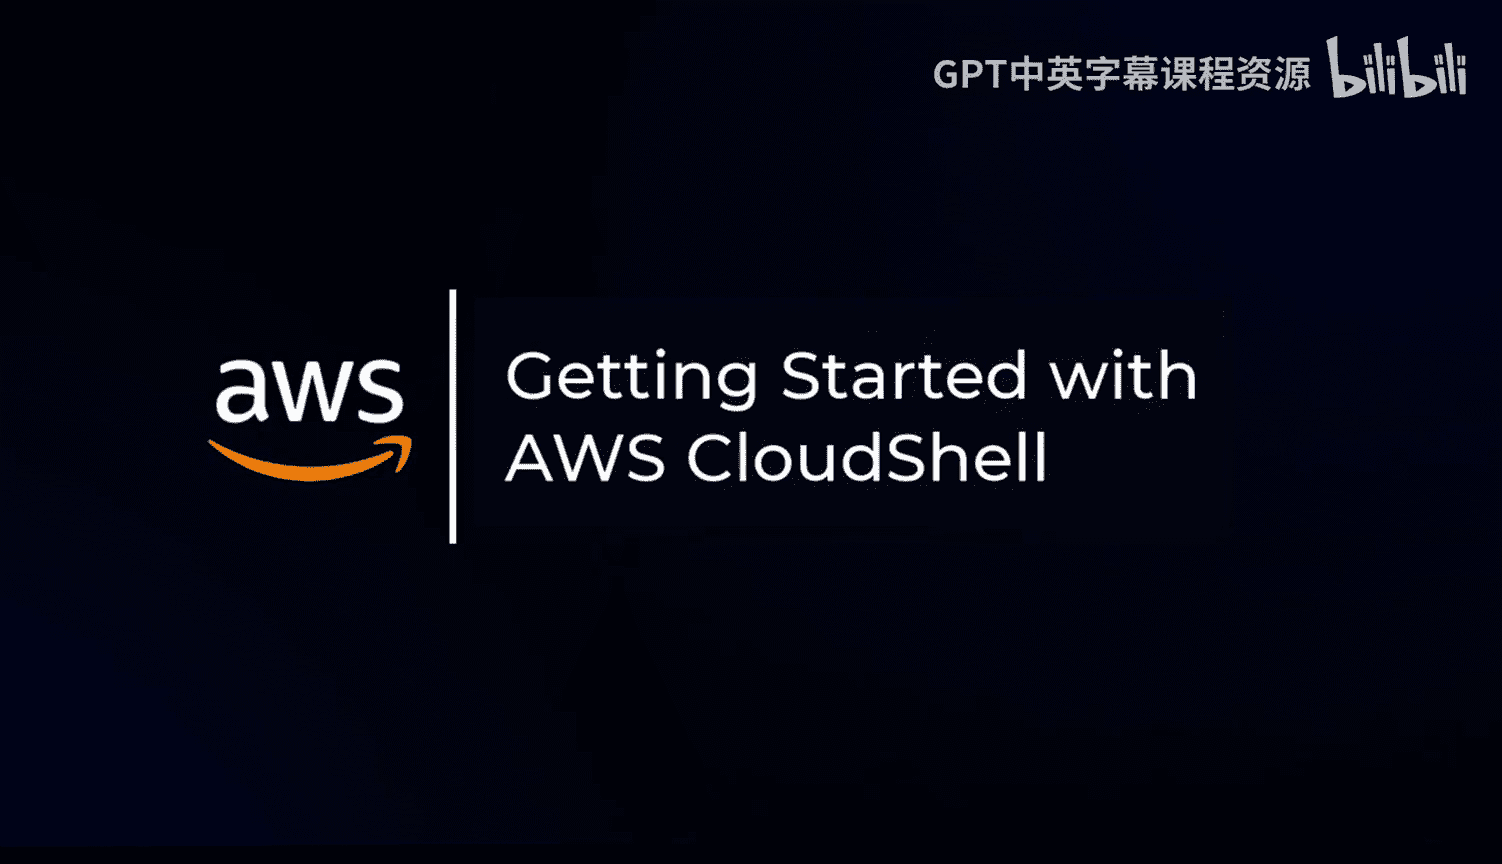 GPT中英字幕课程资源 bilibili
aws
Getting Started with
AWS CloudShell